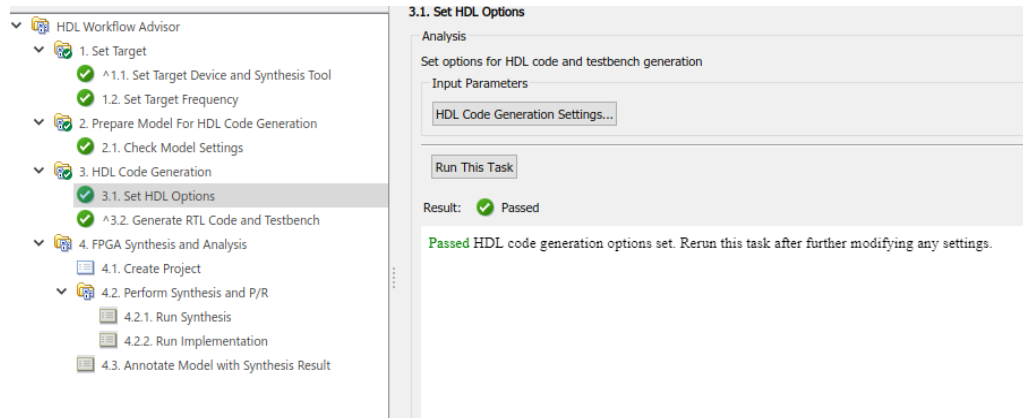 HDL Workflow Advisor
1. Set Target
^1.1. Set Target Device and Synthesis Tool
1.2. Set Target Frequency
2. Prepare Model For HDL Code Generation
2.1. Check Model Settings
3. HDL Code Generation
3.1. Set HDL Options
^3.2. Generate RTL Code and Testbench
4. FPGA Synthesis and Analysis
4.1. Create Project
4.2. Perform Synthesis and P/R
4.2.1. Run Synthesis
4.2.2. Run Implementation
4.3. Annotate Model with Synthesis Result
3.1. Set HDL Options
Analysis
Set options for HDL code and testbench generation
Input Parameters
HDL Code Generation Settings...
Run This Task
Result: Passed
Passed HDL code generation options set. Rerun this task after further modifying any settings.